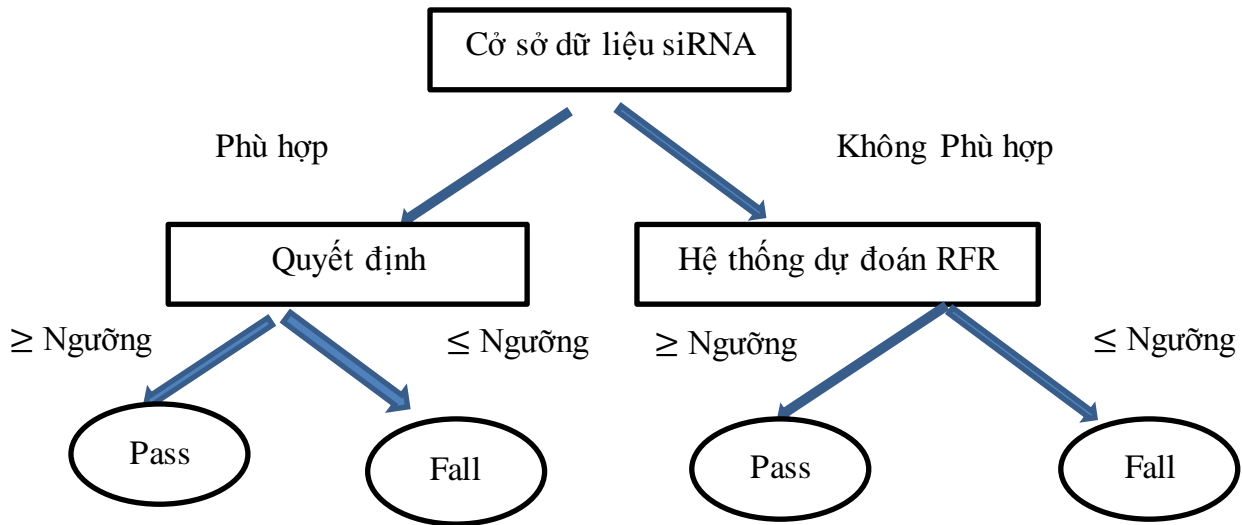 Cở sở dữ liệu siRNA
Phù hợp
Không Phù hợp
Quyết định
Hệ thống dự đoán RFR
≥ Ngưỡng
≤ Ngưỡng
≥ Ngưỡng
≤ Ngưỡng
Pass
Fall
Pass
Fall